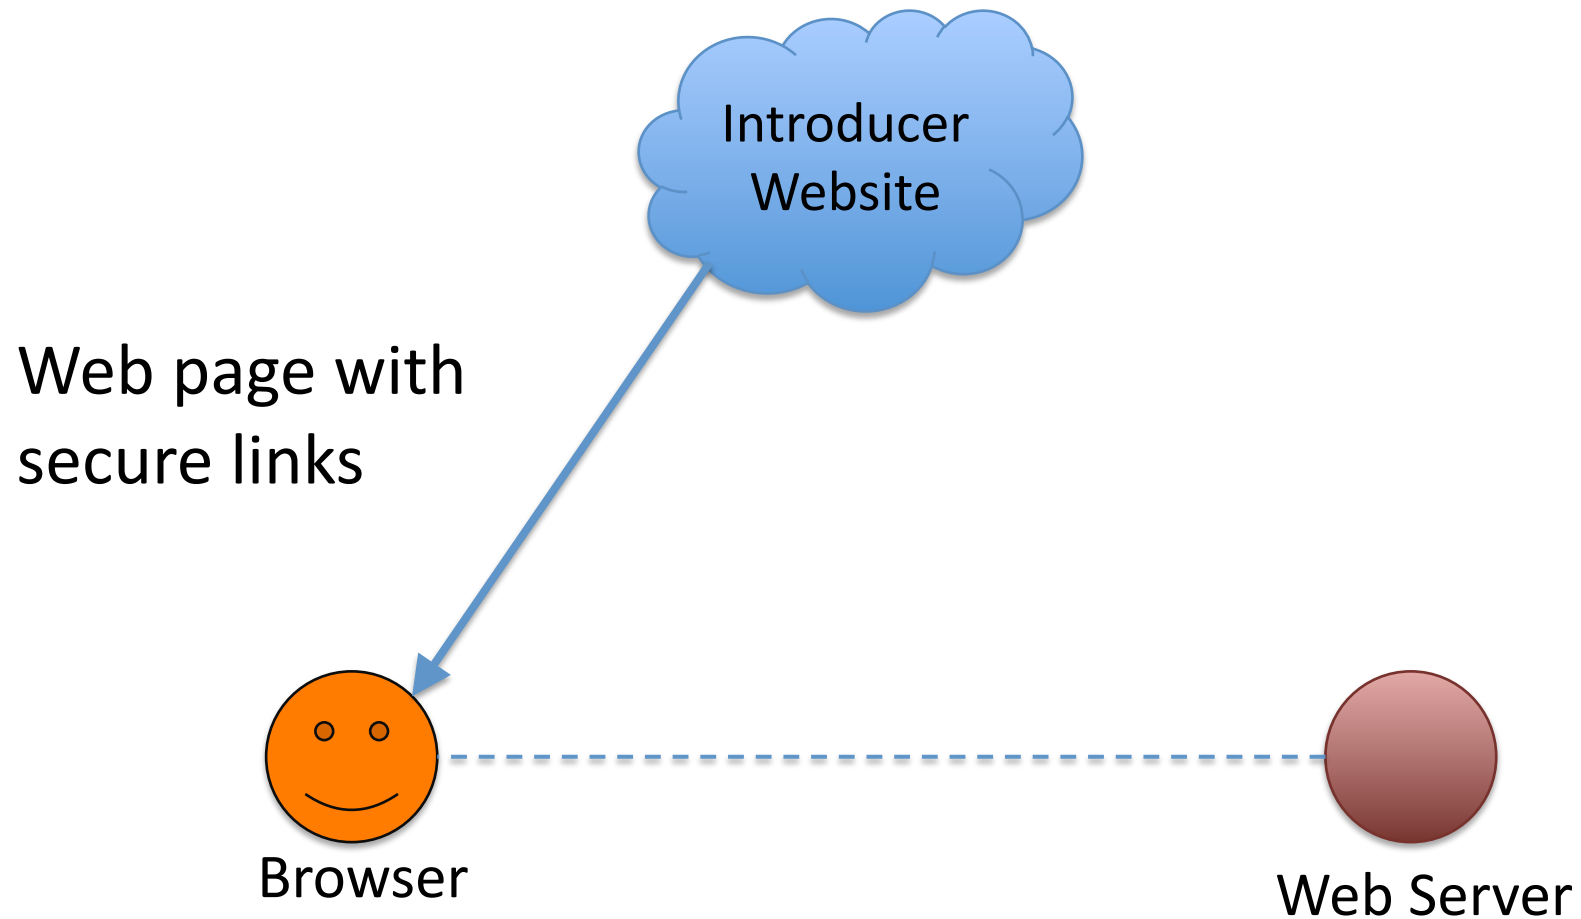 Introducer
Website
Web page with
secure links
Browser
Web Server